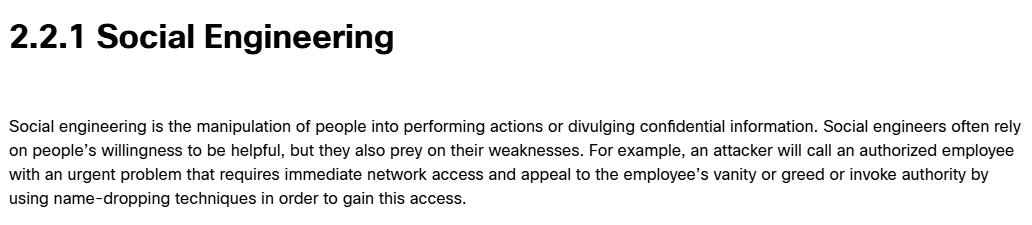 2.2.1 Social Engineering
Social engineering is the manipulation of people into performing actions or divulging confidential information. Social engineers often rely
on people’s willingness to be helpful, but they also prey on their weaknesses. For example, an attacker will call an authorized employee
with an urgent problem that requires immediate network access and appeal to the employee’s vanity or greed or invoke authority by
using name-dropping techniques in order to gain this access.